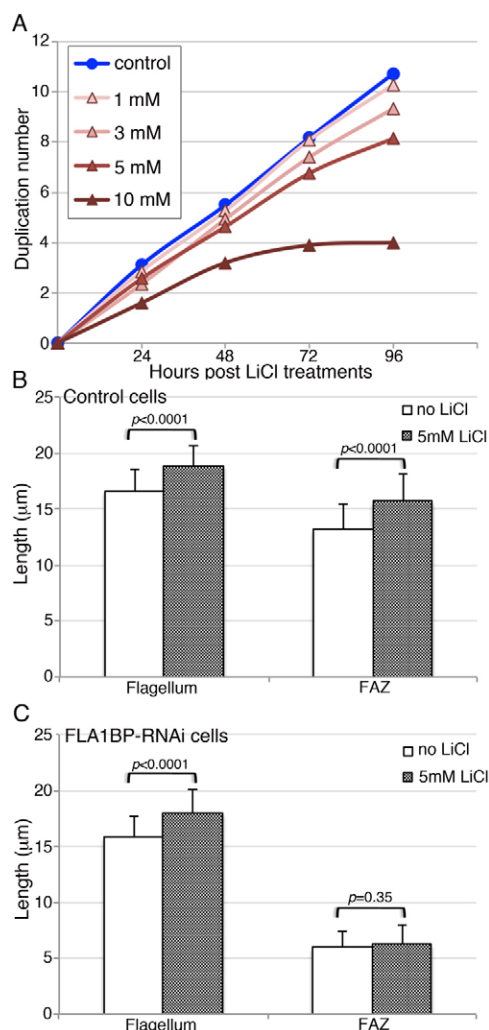 A
12
10
8
6
4
2
0
Duplication number
control
1 mM
3 mM
5 mM
10 mM
24 48 72 96
Hours post LiCl treatments
B
Control cells
25
20
15
10
5
0
Length (µm)
no LiCl
5mM LiCl
p<0.0001
p<0.0001
Flagellum FAZ
C
FLA1BP-RNAi cells
25
20
15
10
5
0
Length (µm)
no LiCl
5mM LiCl
p<0.0001
p=0.35
Flagellum FAZ